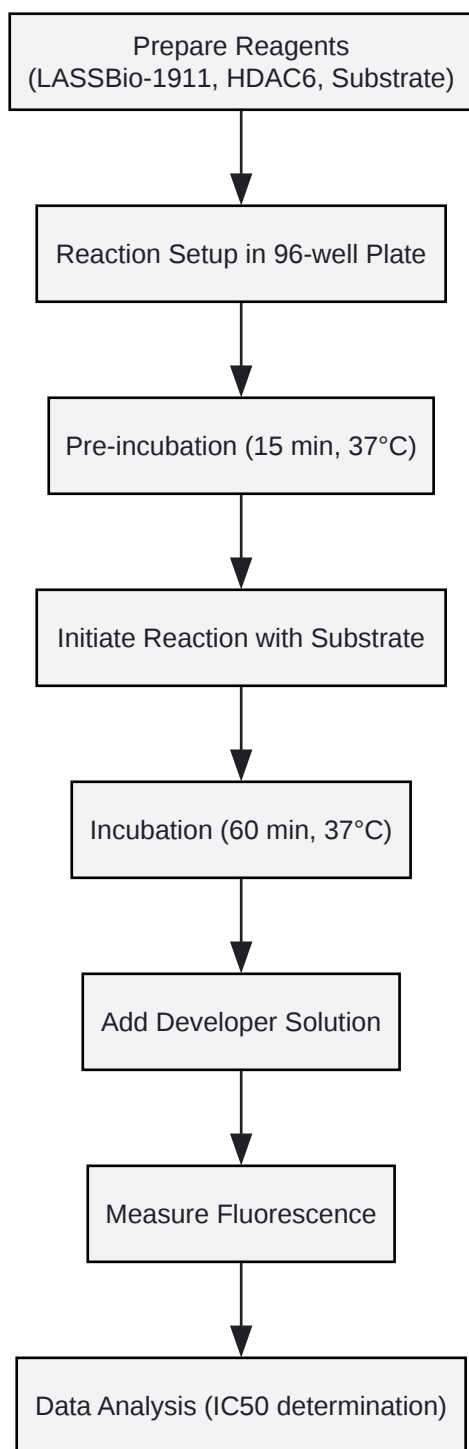 Prepare Reagents
(LASSBio-1911, HDAC6, Substrate)
Reaction Setup in 96-well Plate
Pre-incubation (15 min, 37°C)
Initiate Reaction with Substrate
Incubation (60 min, 37°C)
Add Developer Solution
Measure Fluorescence
Data Analysis (IC50 determination)